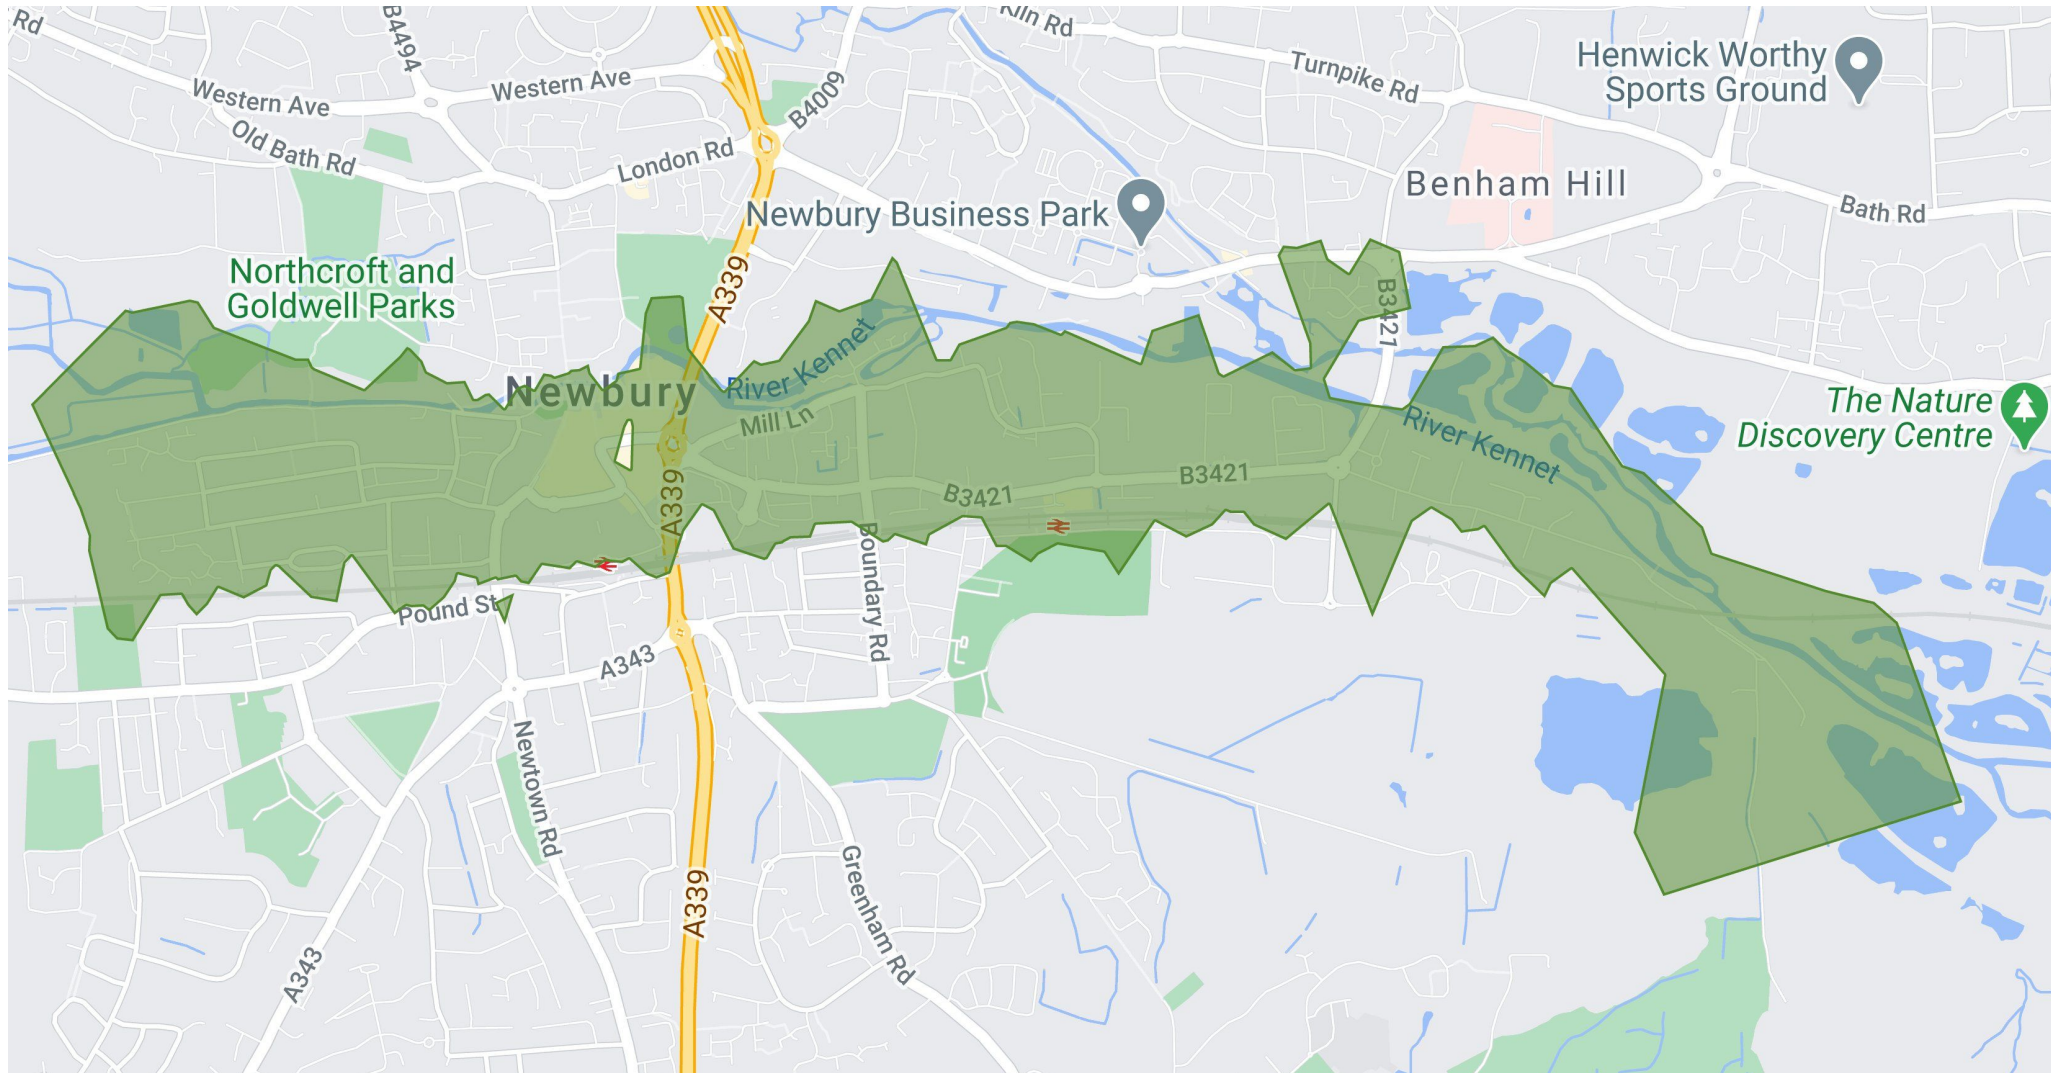 Rd
B4494
Kiln Rd
Western Ave
Western Ave
Old Bath Rd
London Rd
B4009
Turnpike Rd
Henwick Worthy
Sports Ground
Benham Hill
Bath Rd
Newbury Business Park
Northcroft and
Goldwell Parks
A339
B3421
Newbury
River Kennet
Mill Ln
River Kennet
The Nature
Discovery Centre
A339
B3421
B3421
Boundary Rd
Pound St
A343
Newtown Rd
Greenham Rd
A339
A343